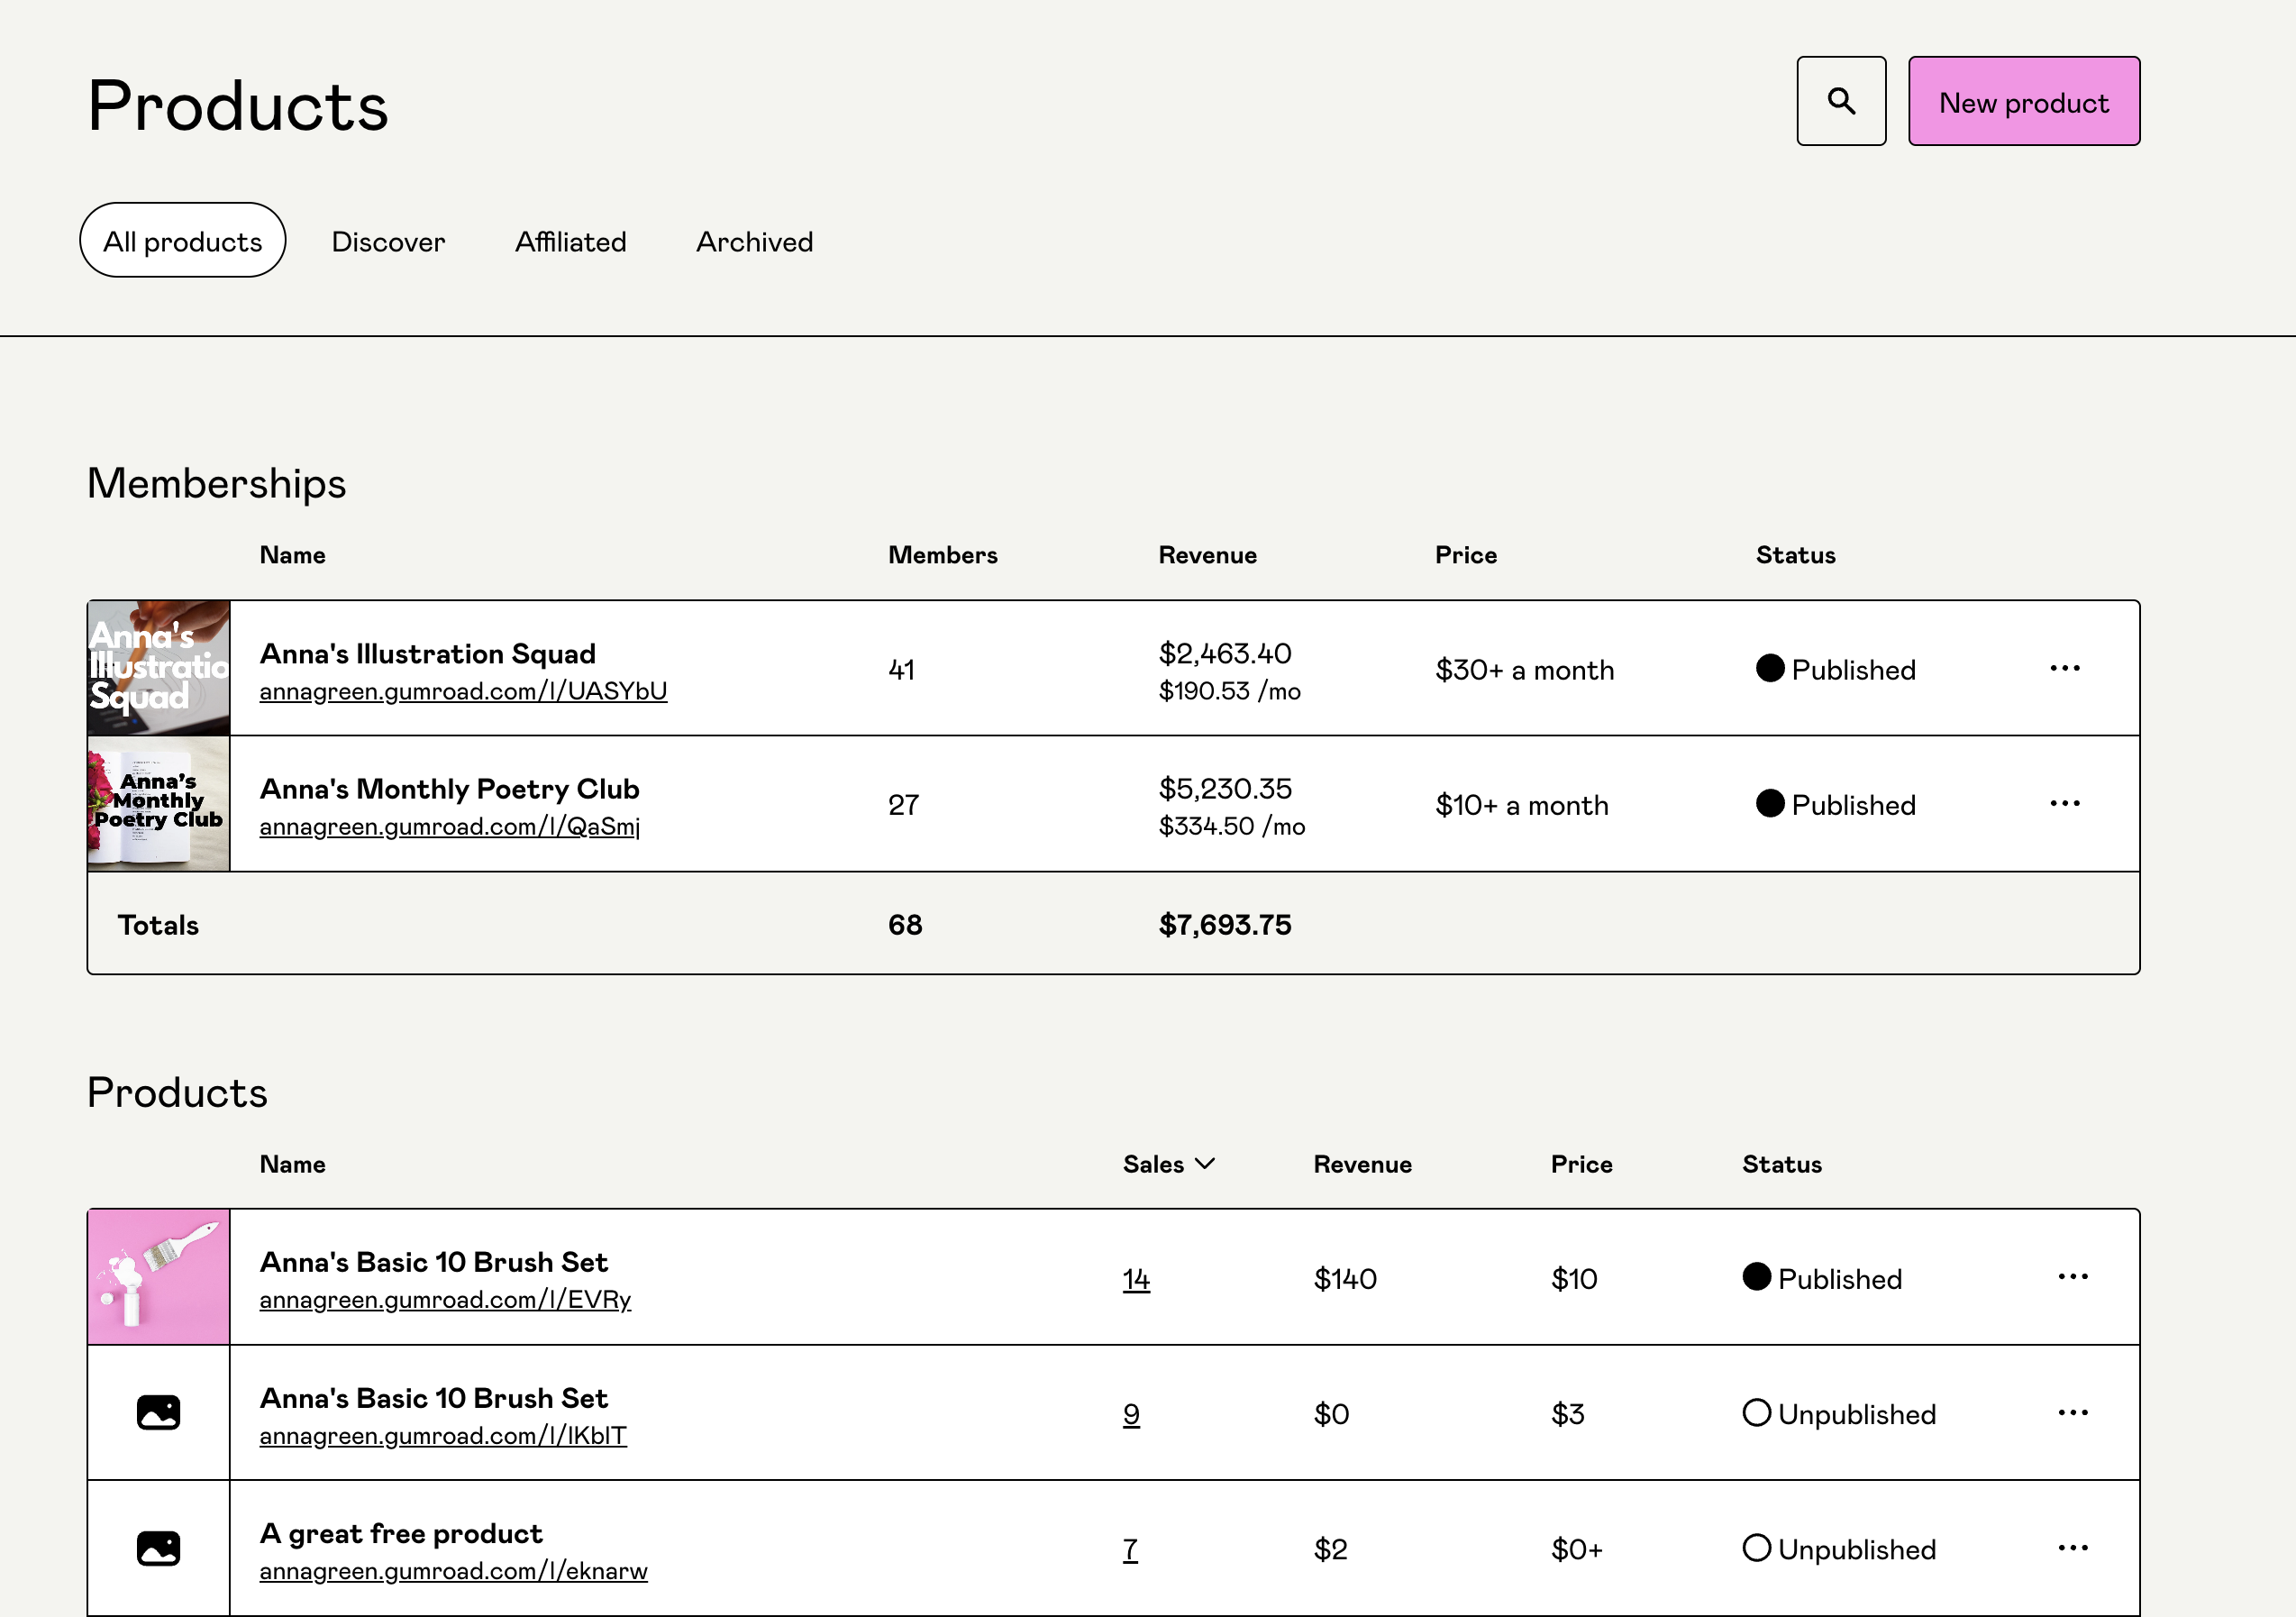 Products
New product
All products
Discover
Affiliated
Archived
Memberships
Name Members Revenue Price Status
Anna's
Illustratio
Squad
Anna's Illustration Squad
annagreen.gumroad.com/l/UASYbU
41
$2,463.40
$190.53 /mo
$30+ a month
Published
Anna's
Monthly
Poetry Club
Anna's Monthly Poetry Club
annagreen.gumroad.com/l/QaSmj
27
$5,230.35
$334.50 /mo
$10+ a month
Published
Totals 68 $7,693.75
Products
Name Sales Revenue Price Status
Anna's Basic 10 Brush Set
annagreen.gumroad.com/l/EVRy
14
$140
$10
Published
Anna's Basic 10 Brush Set
annagreen.gumroad.com/l/lKblT
9
$0
$3
Unpublished
A great free product
annagreen.gumroad.com/l/eknarw
7
$2
$0+
Unpublished